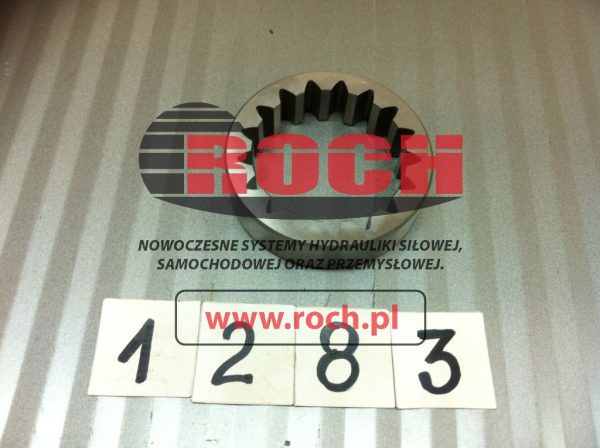 ROCH
NOWOCZESNE SYSTEMY HYDRAULIKI SIŁOWEJ,
SAMOCHODOWEJ ORAZ PRZEMYSŁOWEJ.
www.roch.pl
1 2 8 3